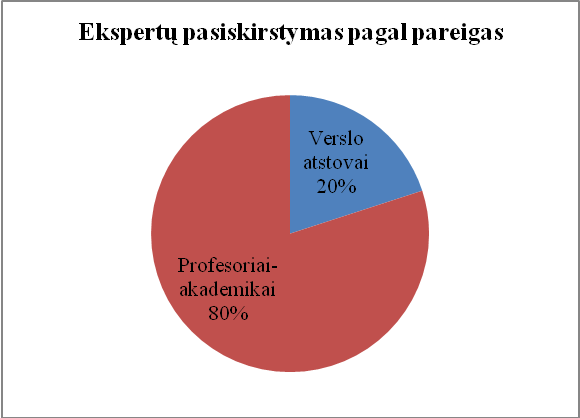 Ekspertų pasiskirstymas pagal pareigas
Verslo
atstovai
20%
Profesoriai-
akademikai
80%